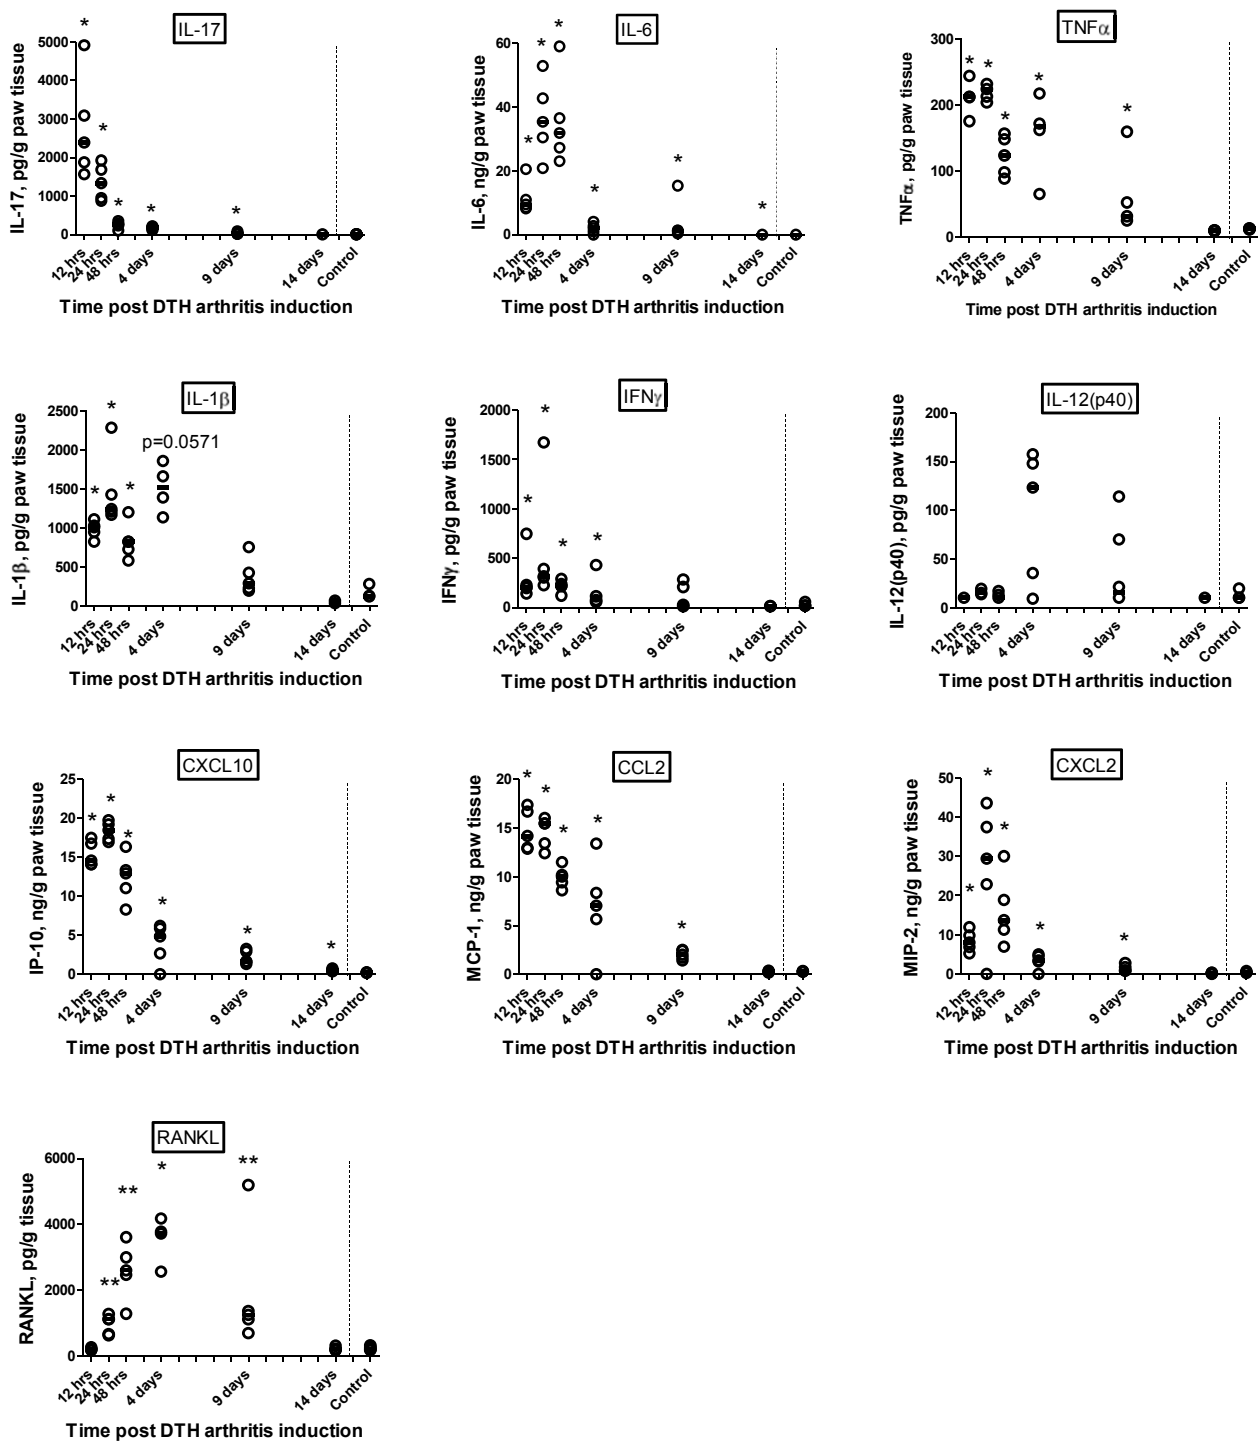 IL-17
IL-17, pg/g paw tissue
5000
4000
3000
2000
1000
0
*
*
*
*
*
12 hrs
24 hrs
48 hrs
4 days
9 days
14 days
Control
Time post DTH arthritis induction
IL-6
IL-6, ng/g paw tissue
60
40
20
0
*
*
*
*
*
*
12 hrs
24 hrs
48 hrs
4 days
9 days
14 days
Control
Time post DTH arthritis induction
TNFα
TNFα, pg/g paw tissue
300
200
100
0
*
*
*
*
*
12 hrs
24 hrs
48 hrs
4 days
9 days
14 days
Control
Time post DTH arthritis induction
IL-1β
IL-1β, pg/g paw tissue
2500
2000
1500
1000
500
0
*
*
*
p=0.0571
12 hrs
24 hrs
48 hrs
4 days
9 days
14 days
Control
Time post DTH arthritis induction
IFNγ
IFNγ, pg/g paw tissue
2000
1500
1000
500
0
*
*
*
*
12 hrs
24 hrs
48 hrs
4 days
9 days
14 days
Control
Time post DTH arthritis induction
IL-12(p40)
IL-12(p40), pg/g paw tissue
200
150
100
50
0
12 hrs
24 hrs
48 hrs
4 days
9 days
14 days
Control
Time post DTH arthritis induction
CXCL10
IP-10, ng/g paw tissue
25
20
15
10
5
0
*
*
*
*
*
*
12 hrs
24 hrs
48 hrs
4 days
9 days
14 days
Control
Time post DTH arthritis induction
CCL2
MCP-1, ng/g paw tissue
20
15
10
5
0
*
*
*
*
*
12 hrs
24 hrs
48 hrs
4 days
9 days
14 days
Control
Time post DTH arthritis induction
CXCL2
MIP-2, ng/g paw tissue
50
40
30
20
10
0
*
*
*
*
*
12 hrs
24 hrs
48 hrs
4 days
9 days
14 days
Control
Time post DTH arthritis induction
RANKL
RANKL, pg/g tissue
6000
4000
2000
0
**
**
*
**
12 hrs
24 hrs
48 hrs
4 days
9 days
14 days
Control
Time post DTH arthritis induction